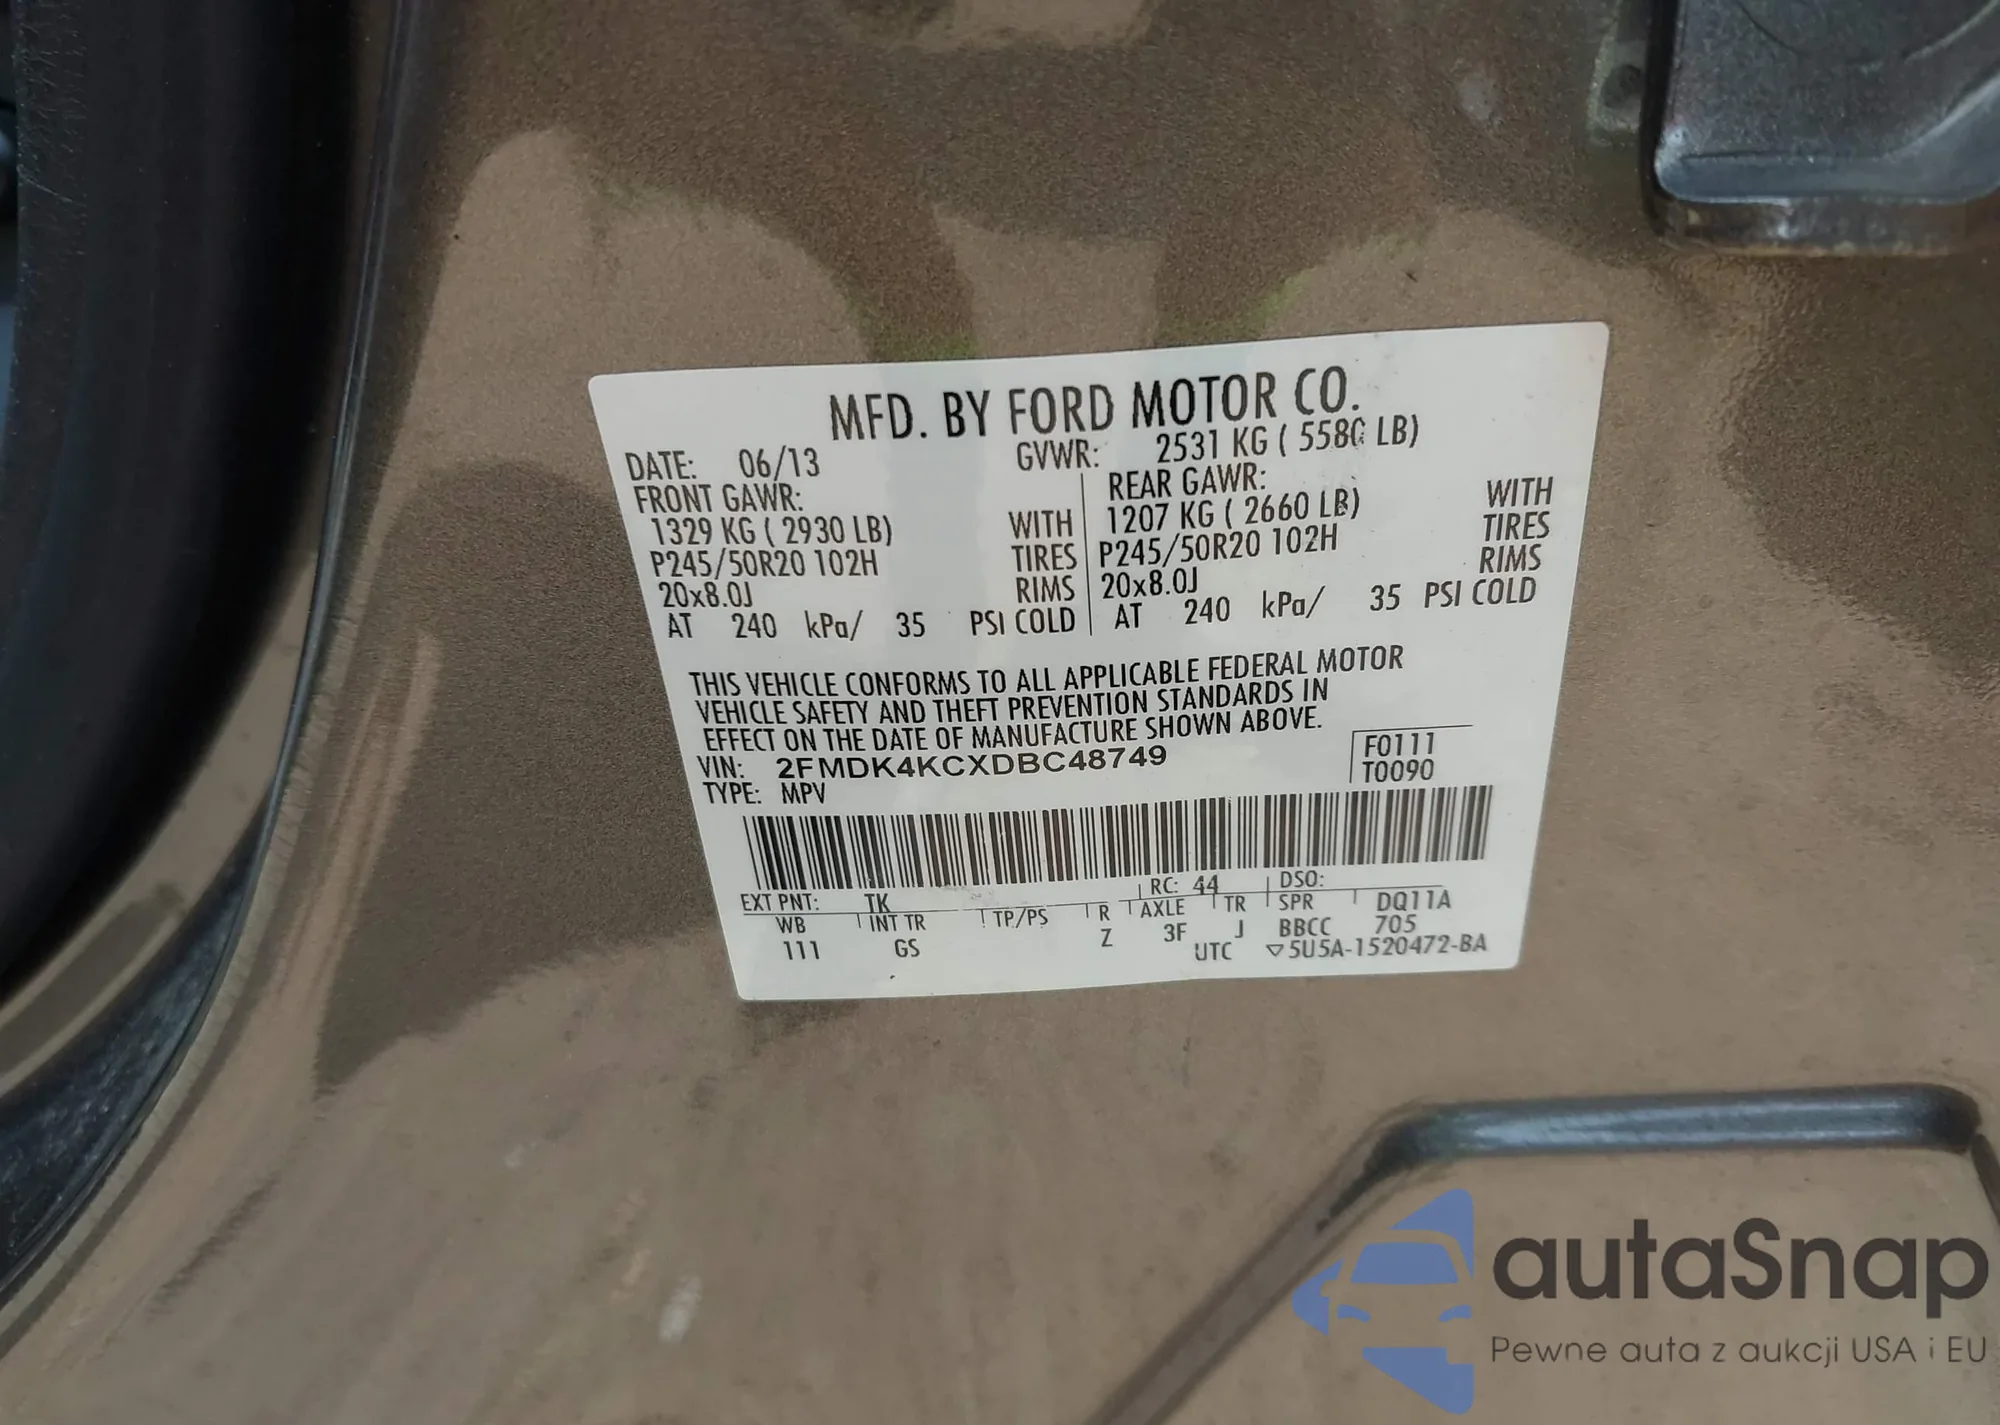 MFD. BY FORD MOTOR CO.
DATE: 06/13 GVWR: 2531 KG ( 5580 LB)
FRONT GAWR: REAR GAWR:
1329 KG ( 2930 LB) WITH 1207 KG ( 2660 LB) WITH
P245/50R20 102H TIRES P245/50R20 102H TIRES
20x8.0J RIMS 20x8.0J RIMS
AT 240 kPa/ 35 PSI COLD AT 240 kPa/ 35 PSI COLD
THIS VEHICLE CONFORMS TO ALL APPLICABLE FEDERAL MOTOR
VEHICLE SAFETY AND THEFT PREVENTION STANDARDS IN
EFFECT ON THE DATE OF MANUFACTURE SHOWN ABOVE.
VIN: 2FMDK4KCXDBC48749 F0111
TYPE: MPV T0090
EXT PNT: TK RC: 44 DSO:
WB INT TR TP/PS R AXLE TR SPR DQ11A
111 GS Z 3F J BBCC 705
UTC ▽5U5A-1520472-BA
autaSnap
Pewne auta z aukcji USA i EU